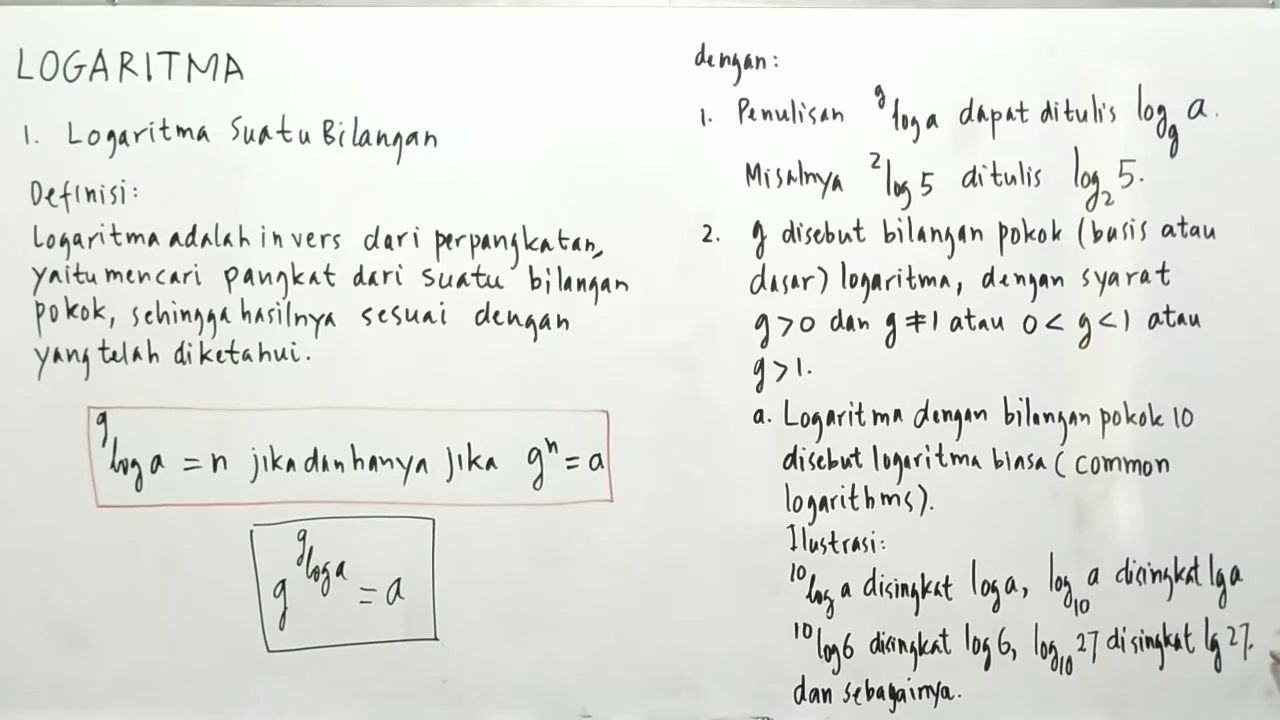 LOGARITMA
1. Logaritma Suatu Bilangan
Definisi:
Logaritma adalah invers dari perpangkatan,
yaitu mencari pangkat dari suatu bilangan
pokok, sehingga hasilnya sesuai dengan
yang telah diketahui.
ᵍlog a = n jika dan hanya jika gⁿ = a
g^(ᵍlog a) = a
dengan:
1. Penulisan ᵍlog a dapat ditulis log_g a.
Misalnya ²log 5 ditulis log₂ 5.
2. g disebut bilangan pokok (basis atau
dasar) logaritma, dengan syarat
g > 0 dan g ≠ 1 atau 0 < g < 1 atau
g > 1.
a. Logaritma dengan bilangan pokok 10
disebut logaritma biasa (common
logarithms).
Ilustrasi:
¹⁰log a disingkat log a, log₁₀ a disingkat lg a
¹⁰log 6 disingkat log 6, log₁₀ 27 disingkat lg 27.
dan sebagainya.